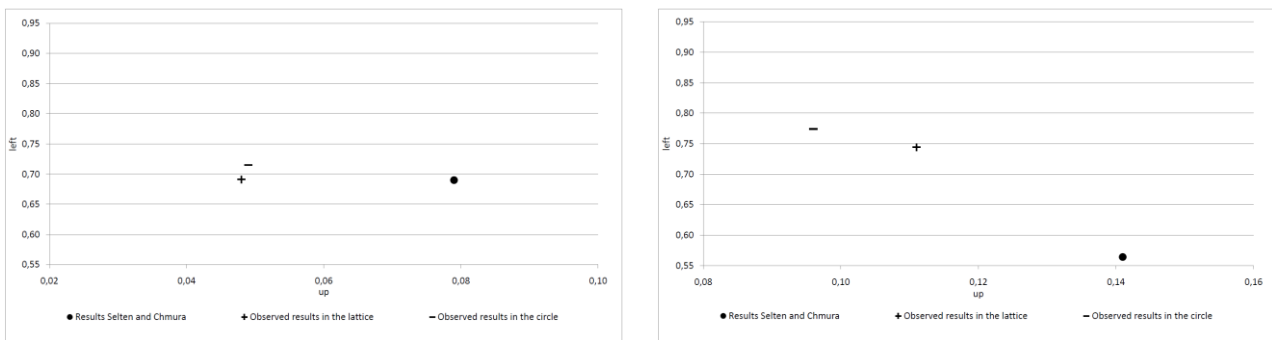 0,95
0,90
0,85
0,80
0,75
left
0,70
0,65
0,60
0,55
0,02 0,04 0,06 0,08 0,10
up
Results Selten and Chmura Observed results in the lattice Observed results in the circle
0,95
0,90
0,85
0,80
0,75
left
0,70
0,65
0,60
0,55
0,08 0,10 0,12 0,14 0,16
up
Results Selten and Chmura Observed results in the lattice Observed results in the circle